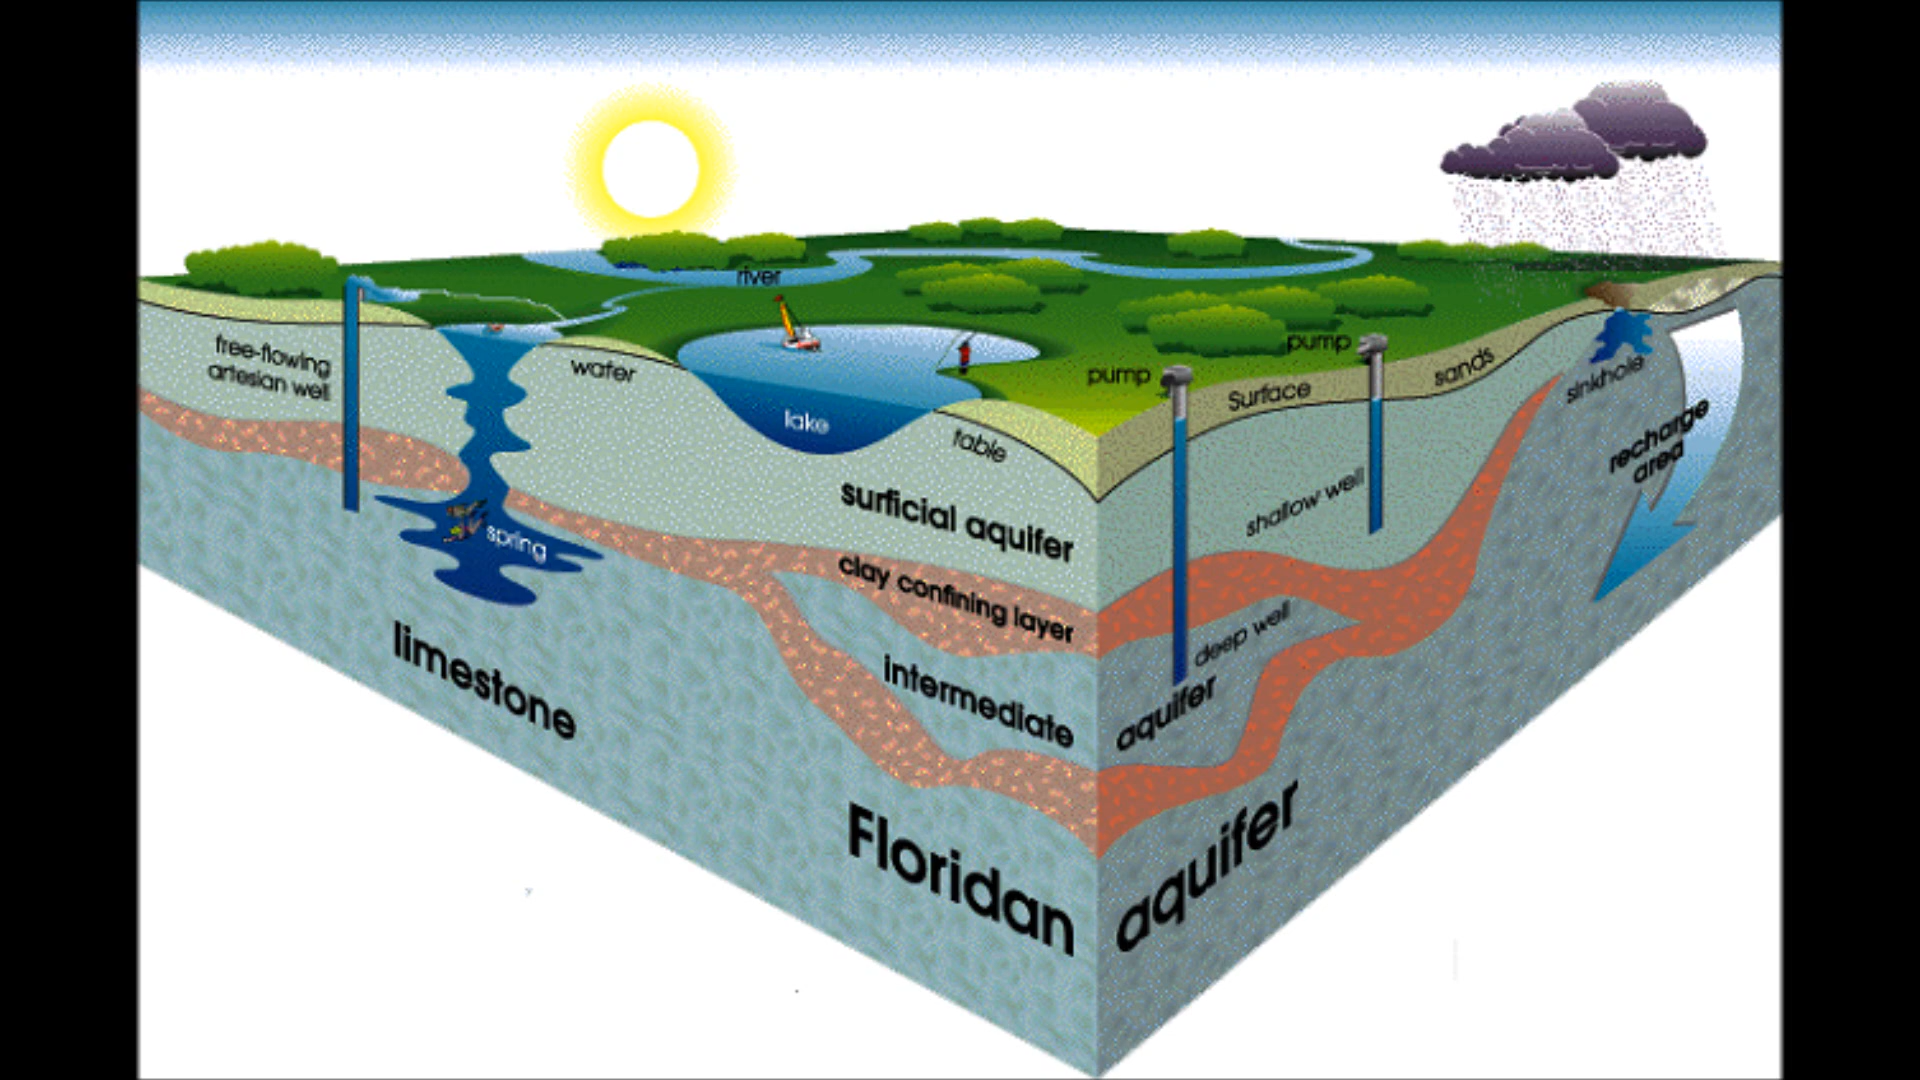 river
free-flowing
artesian well
water
lake
table
pump
pump
Surface
sands
sinkhole
recharge
area
shallow well
spring
surficial aquifer
clay confining layer
deep well
limestone
intermediate
aquifer
Floridan
aquifer